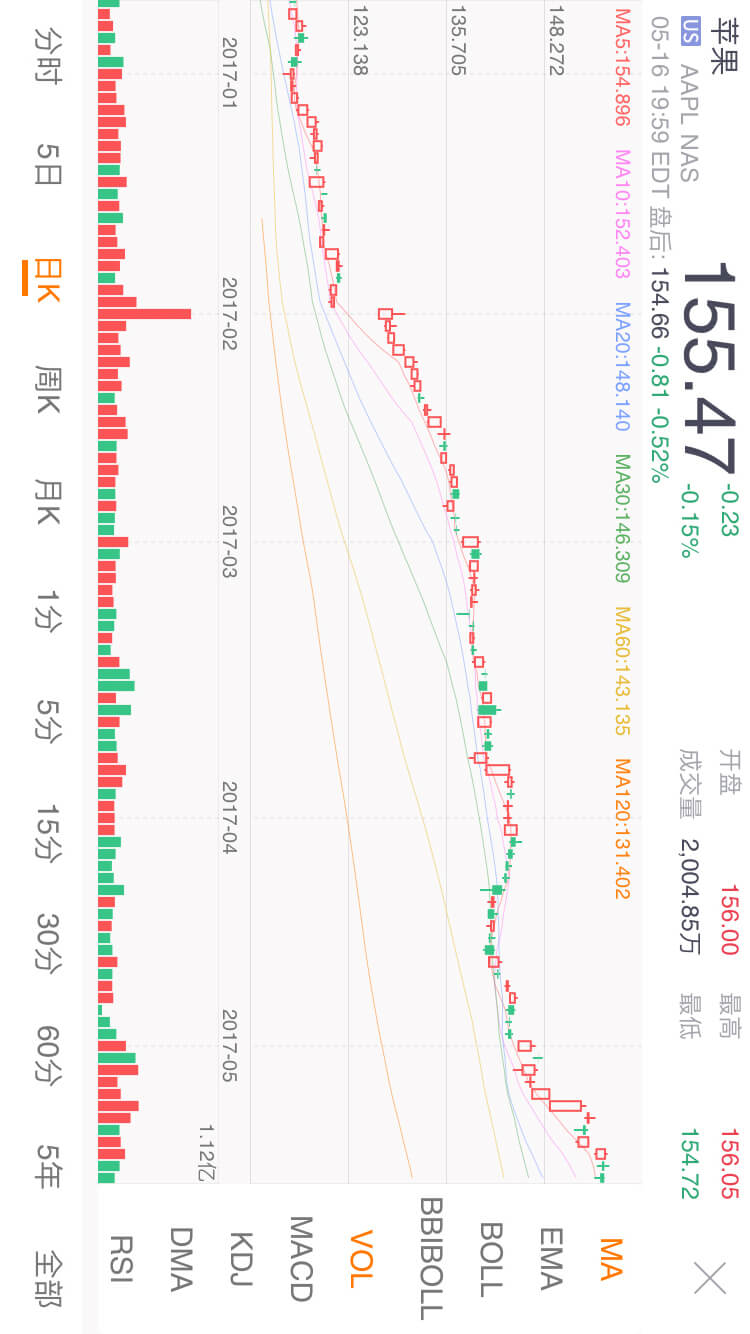 苹果 155.47 -0.23 开盘 156.00 最高 156.05
US AAPL NAS -0.15% 成交量 2,004.85万 最低 154.72
05-16 19:59 EDT 盘后: 154.66 -0.81 -0.52%
MA5:154.896 MA10:152.403 MA20:148.140 MA30:146.309 MA60:143.135 MA120:131.402
MA
148.272
EMA
135.705
BOLL
BBIBOLL
123.138
VOL
MACD
2017-01 2017-02 2017-03 2017-04 2017-05
KDJ
1.12亿
DMA
RSI
分时 5日 日K 周K 月K 1分 5分 15分 30分 60分 5年 全部